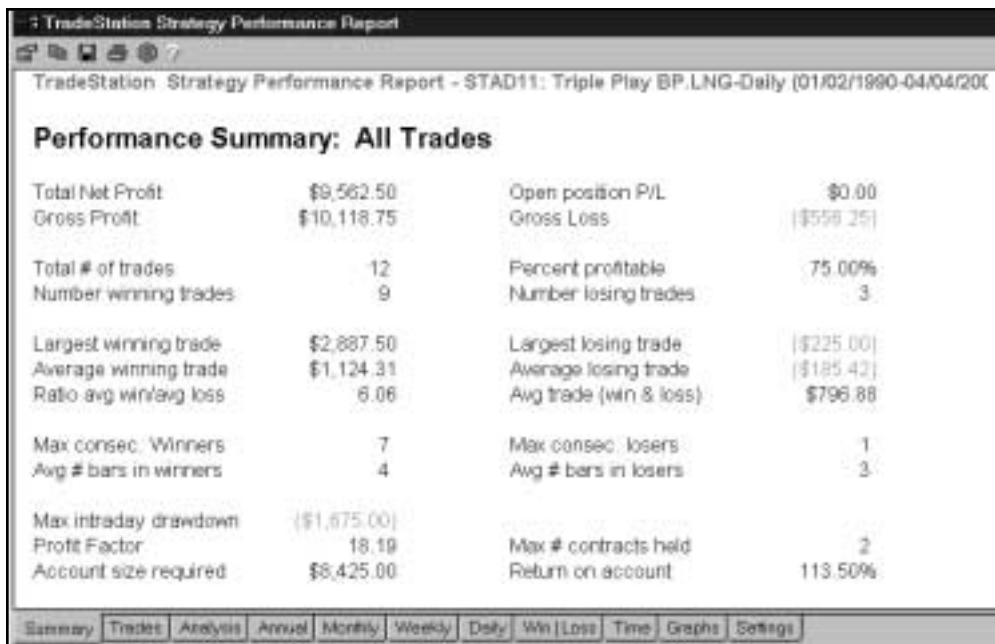 TradeStation Strategy Performance Report
TradeStation Strategy Performance Report - STAD11: Triple Play BP.LNG-Daily (01/02/1990-04/04/200
Performance Summary: All Trades
Total Net Profit $9,562.50 Open position P/L $0.00
Gross Profit $10,118.75 Gross Loss ($556.25)
Total # of trades 12 Percent profitable 75.00%
Number winning trades 9 Number losing trades 3
Largest winning trade $2,887.50 Largest losing trade ($225.00)
Average winning trade $1,124.31 Average losing trade ($185.42)
Ratio avg win/avg loss 6.06 Avg trade (win & loss) $796.88
Max consec. Winners 7 Max consec. losers 1
Avg # bars in winners 4 Avg # bars in losers 3
Max intraday drawdown ($1,675.00)
Profit Factor 18.19 Max # contracts held 2
Account size required $8,425.00 Return on account 113.50%
Summary Trades Analysis Annual Monthly Weekly Daily Win|Loss Time Graphs Settings